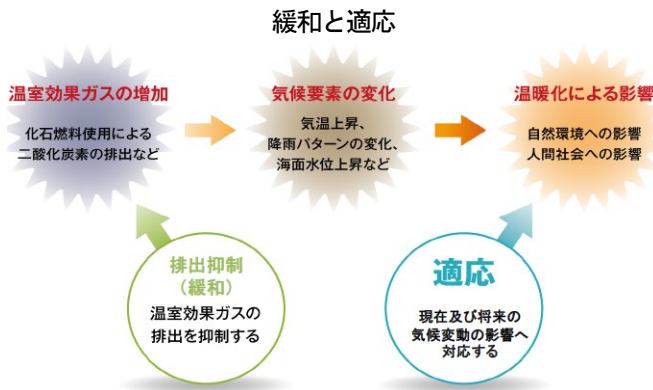 緩和と適応
温室効果ガスの増加
化石燃料使用による
二酸化炭素の排出など
気候要素の変化
気温上昇、
降雨パターンの変化、
海面水位上昇など
温暖化による影響
自然環境への影響
人間社会への影響
排出抑制
（緩和）
温室効果ガスの
排出を抑制する
適応
現在及び将来の
気候変動の影響へ
対応する